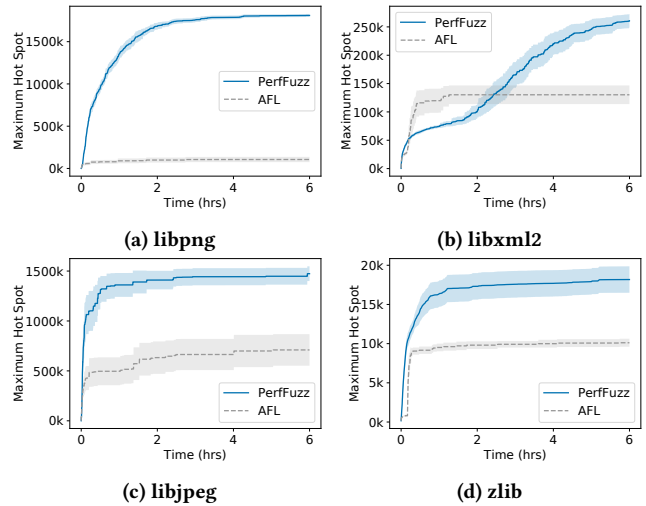 1500k
1000k
500k
0k
Maximum Hot Spot
PerfFuzz
AFL
0
2
4
6
Time (hrs)
(a) libpng
250k
200k
150k
100k
50k
0k
Maximum Hot Spot
PerfFuzz
AFL
0
2
4
6
Time (hrs)
(b) libxml2
1500k
1000k
500k
0k
Maximum Hot Spot
PerfFuzz
AFL
0
2
4
6
Time (hrs)
(c) libjpeg
20k
15k
10k
5k
0k
Maximum Hot Spot
PerfFuzz
AFL
0
2
4
6
Time (hrs)
(d) zlib